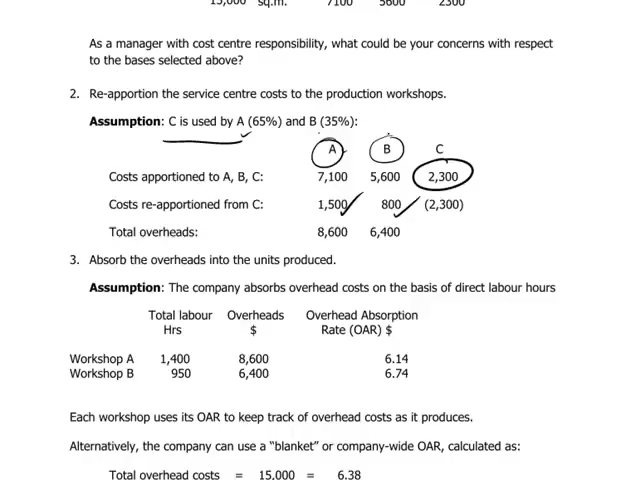 15,000 sq.m. 7100 5600 2300
As a manager with cost centre responsibility, what could be your concerns with respect
to the bases selected above?
2. Re-apportion the service centre costs to the production workshops.
Assumption: C is used by A (65%) and B (35%):
A B C
Costs apportioned to A, B, C: 7,100 5,600 2,300
Costs re-apportioned from C: 1,500 800 (2,300)
Total overheads: 8,600 6,400
3. Absorb the overheads into the units produced.
Assumption: The company absorbs overhead costs on the basis of direct labour hours
Total labour Overheads Overhead Absorption
Hrs $ Rate (OAR) $
Workshop A 1,400 8,600 6.14
Workshop B 950 6,400 6.74
Each workshop uses its OAR to keep track of overhead costs as it produces.
Alternatively, the company can use a “blanket” or company-wide OAR, calculated as:
Total overhead costs = 15,000 = 6.38